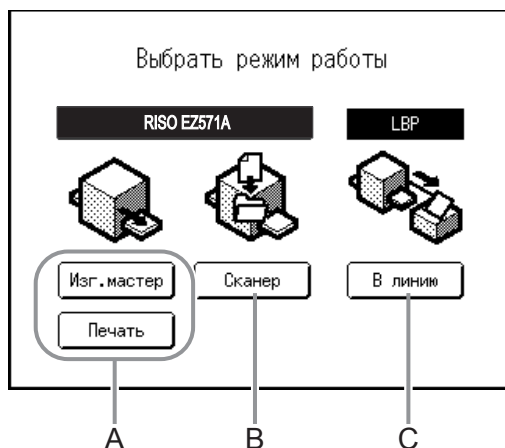 Выбрать режим работы
RISO EZ571A LBP
Изг.мастер Сканер В линию
Печать
A B C